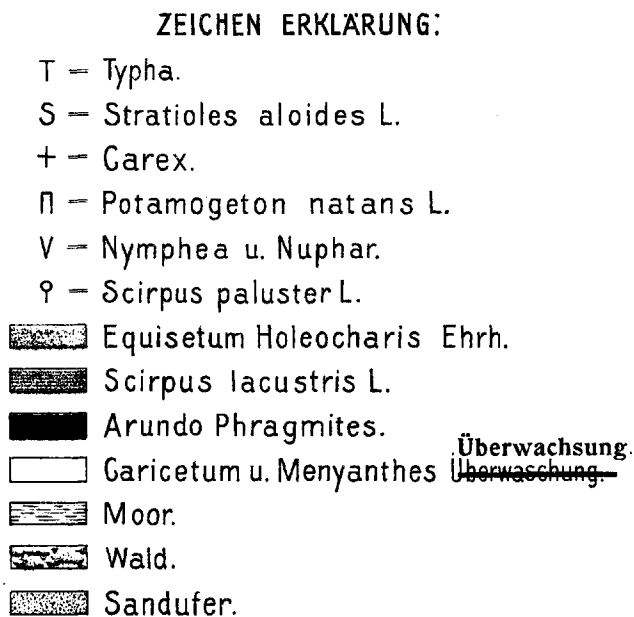 ZEICHEN ERKLÄRUNG:
T – Typha.
S – Stratioles aloides L.
+ – Carex.
П – Potamogeton natans L.
V – Nymphea u. Nuphar.
⚲ – Scirpus paluster L.
Equisetum Holeocharis Ehrh.
Scirpus lacustris L.
Arundo Phragmites.
Caricetum u. Menyanthes Überwaschung.
Überwachsung.
Moor.
Wald.
Sandufer.